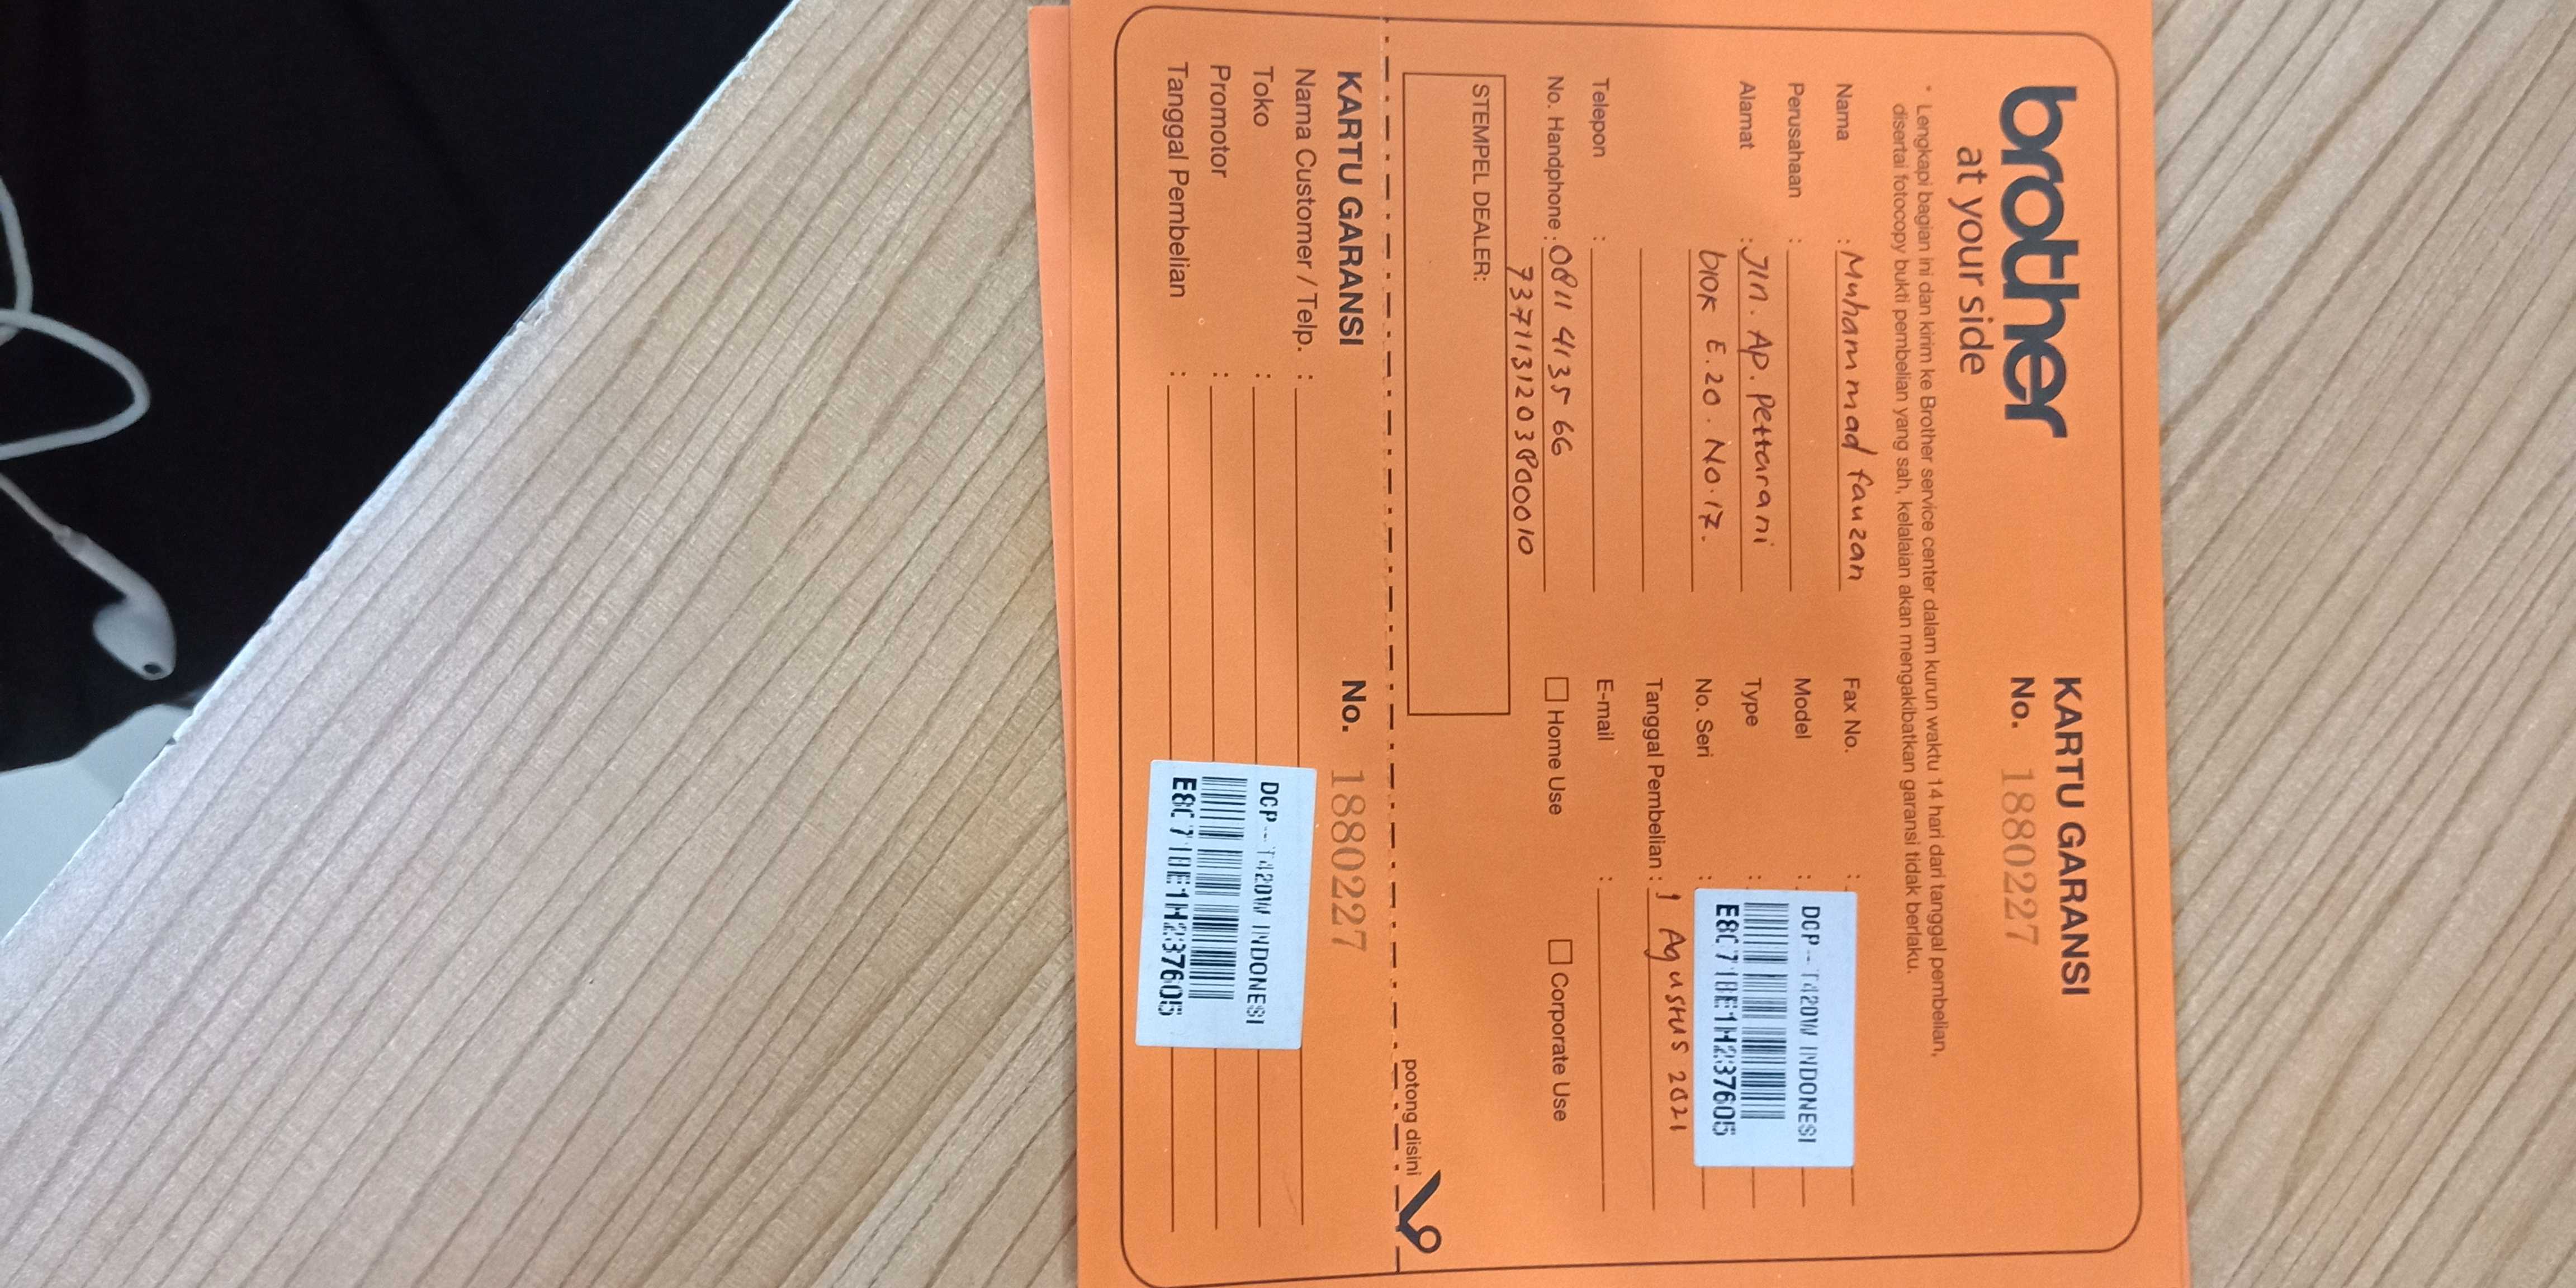 brother
at your side
KARTU GARANSI
No. 1880227
* Lengkapi bagian ini dan kirim ke Brother service center dalam kurun waktu 14 hari dari tanggal pembelian,
disertai fotocopy bukti pembelian yang sah, kelalaian akan mengakibatkan garansi tidak berlaku.
Nama : Muhammad fauzan
Perusahaan :
Alamat : Jln. AP. Pettarani
blok E.20. No.17.
Telepon :
No. Handphone : 0811 4135 66
7371131203800010
Fax No. :
Model :
Type :
No. Seri :
DCP-T420W INDONESI
E8C71BE1H237605
Tanggal Pembelian : 1 Agustus 2021
E-mail :
Home Use
Corporate Use
STEMPEL DEALER:
potong disini
KARTU GARANSI
No. 1880227
Nama Customer / Telp. :
Toko :
Promotor :
Tanggal Pembelian :
DCP-T420W INDONESI
E8C71BE1H237605